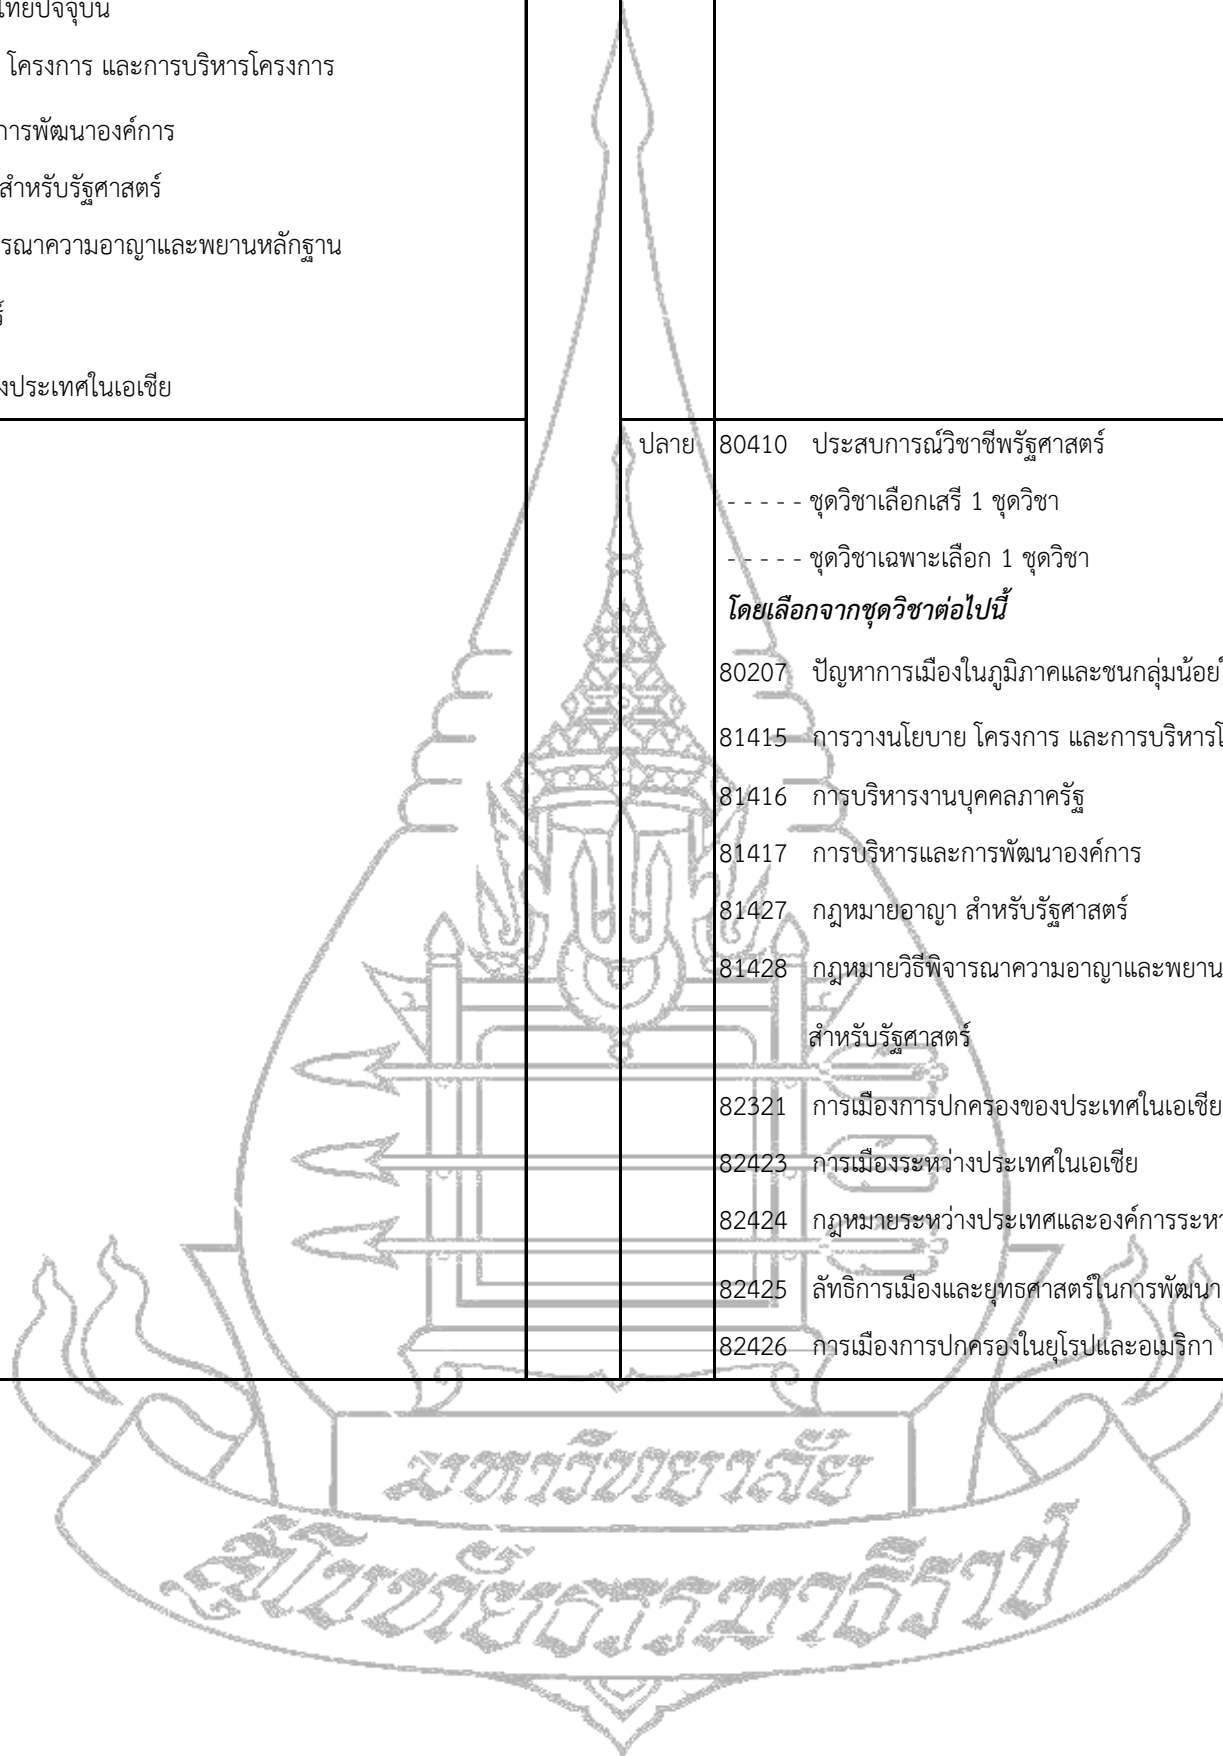 ไทยปัจจุบัน
โครงการ และการบริหารโครงการ
การพัฒนาองค์การ
สำหรับรัฐศาสตร์
รณาความอาญาและพยานหลักฐาน
ร์
งประเทศในเอเชีย
ปลาย 80410 ประสบการณ์วิชาชีพรัฐศาสตร์
- - - - - ชุดวิชาเลือกเสรี 1 ชุดวิชา
- - - - - ชุดวิชาเฉพาะเลือก 1 ชุดวิชา
โดยเลือกจากชุดวิชาต่อไปนี้
80207 ปัญหาการเมืองในภูมิภาคและชนกลุ่มน้อยใ
81415 การวางนโยบาย โครงการ และการบริหารโ
81416 การบริหารงานบุคคลภาครัฐ
81417 การบริหารและการพัฒนาองค์การ
81427 กฎหมายอาญา สำหรับรัฐศาสตร์
81428 กฎหมายวิธีพิจารณาความอาญาและพยาน
สำหรับรัฐศาสตร์
82321 การเมืองการปกครองของประเทศในเอเชีย
82423 การเมืองระหว่างประเทศในเอเชีย
82424 กฎหมายระหว่างประเทศและองค์การระหว
82425 ลัทธิการเมืองและยุทธศาสตร์ในการพัฒนา
82426 การเมืองการปกครองในยุโรปและอเมริกา
มหาวิทยาลัย
สุโขทัยธรรมาธิราช